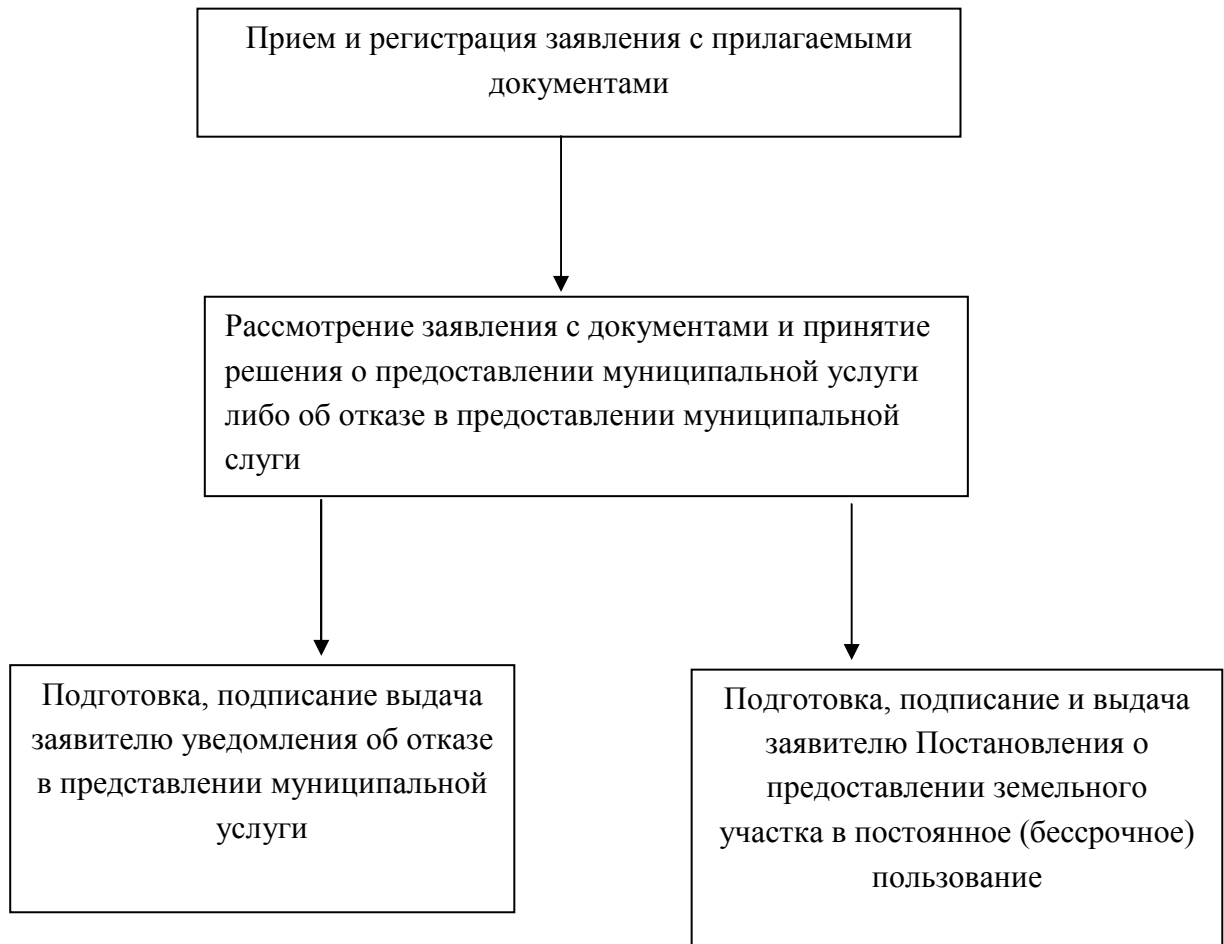 Прием и регистрация заявления с прилагаемыми
документами
Рассмотрение заявления с документами и принятие
решения о предоставлении муниципальной услуги
либо об отказе в предоставлении муниципальной
слуги
Подготовка, подписание выдача
заявителю уведомления об отказе
в представлении муниципальной
услуги
Подготовка, подписание и выдача
заявителю Постановления о
предоставлении земельного
участка в постоянное (бессрочное)
пользование